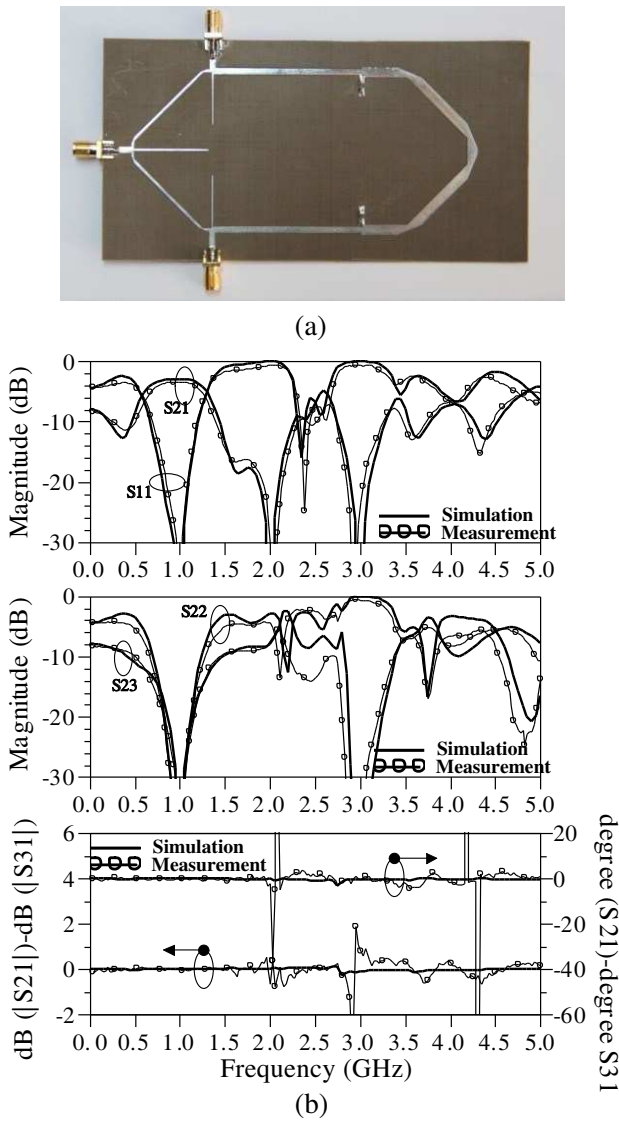 (a)
Magnitude (dB)
0
-10
-20
-30
S21
S11
Simulation
Measurement
0.0 0.5 1.0 1.5 2.0 2.5 3.0 3.5 4.0 4.5 5.0
Magnitude (dB)
0
-10
-20
-30
S22
S23
Simulation
Measurement
0.0 0.5 1.0 1.5 2.0 2.5 3.0 3.5 4.0 4.5 5.0
dB (|S21|)-dB (|S31|)
6
4
2
0
-2
Simulation
Measurement
20
0
-20
-40
-60
degree (S21)-degree S31
0.0 0.5 1.0 1.5 2.0 2.5 3.0 3.5 4.0 4.5 5.0
Frequency (GHz)
(b)